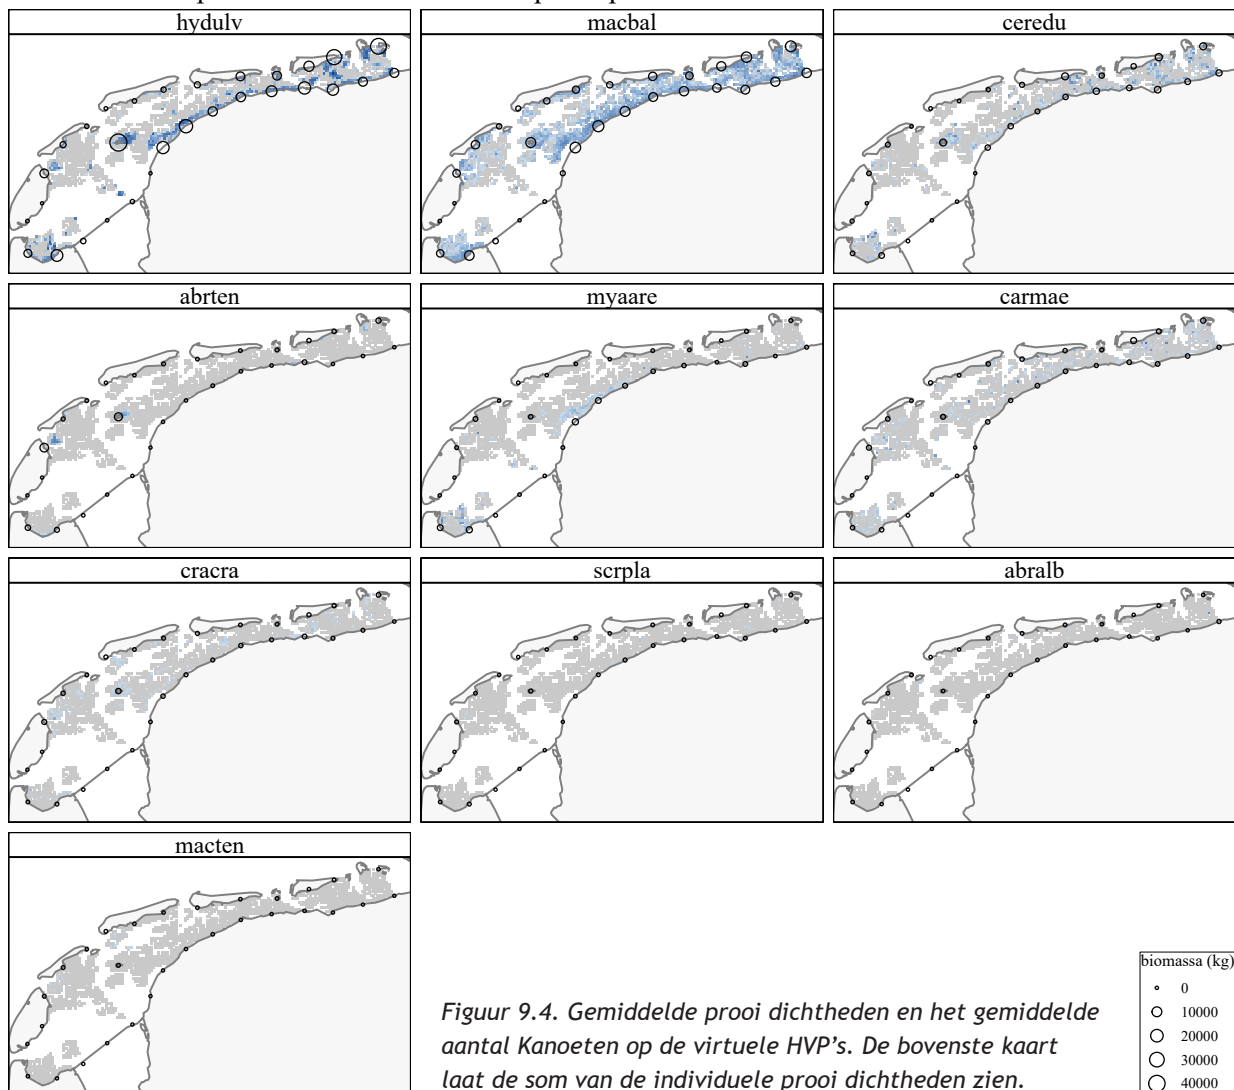 hydulv
macbal
ceredu
abrten
myaare
carmae
cracra
scrpla
abralb
macten
Figuur 9.4. Gemiddelde prooi dichtheden en het gemiddelde
aantal Kanoeten op de virtuele HVP's. De bovenste kaart
laat de som van de individuele prooi dichtheden zien.
biomassa (kg)
0
10000
20000
30000
40000